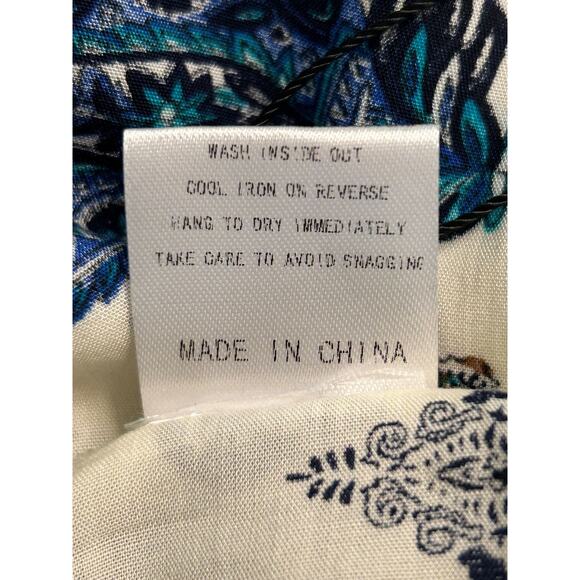 WASH INSIDE OUT
COOL IRON ON REVERSE
HANG TO DRY IMMEDIATELY
TAKE CARE TO AVOID SNAGGING
MADE IN CHINA